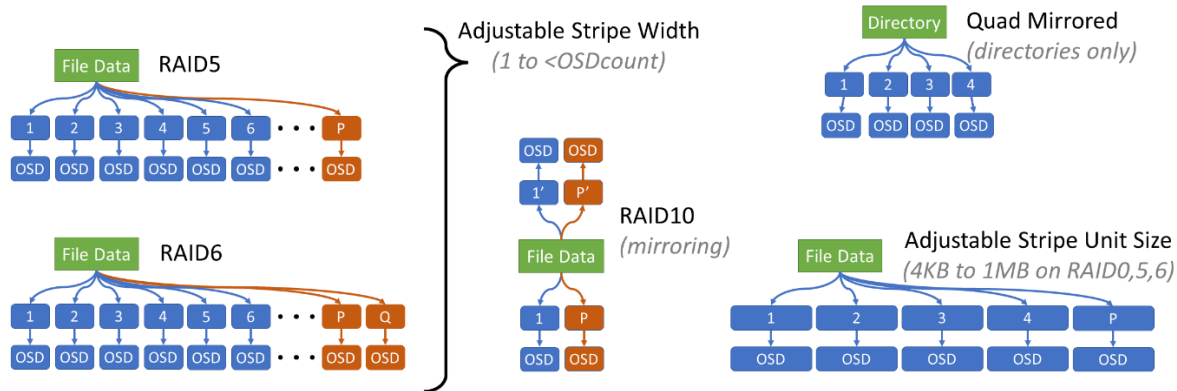 File Data
RAID5
1 2 3 4 5 6 • • • P
OSD OSD OSD OSD OSD OSD • • • OSD
File Data
RAID6
1 2 3 4 5 6 • • • P Q
OSD OSD OSD OSD OSD OSD • • • OSD OSD
Adjustable Stripe Width
(1 to <OSDcount)
OSD OSD
1′ P′
RAID10
(mirroring)
File Data
1 P
OSD OSD
Directory
Quad Mirrored
(directories only)
1 2 3 4
OSD OSD OSD OSD
File Data
Adjustable Stripe Unit Size
(4KB to 1MB on RAID0,5,6)
1 2 3 4 P
OSD OSD OSD OSD OSD